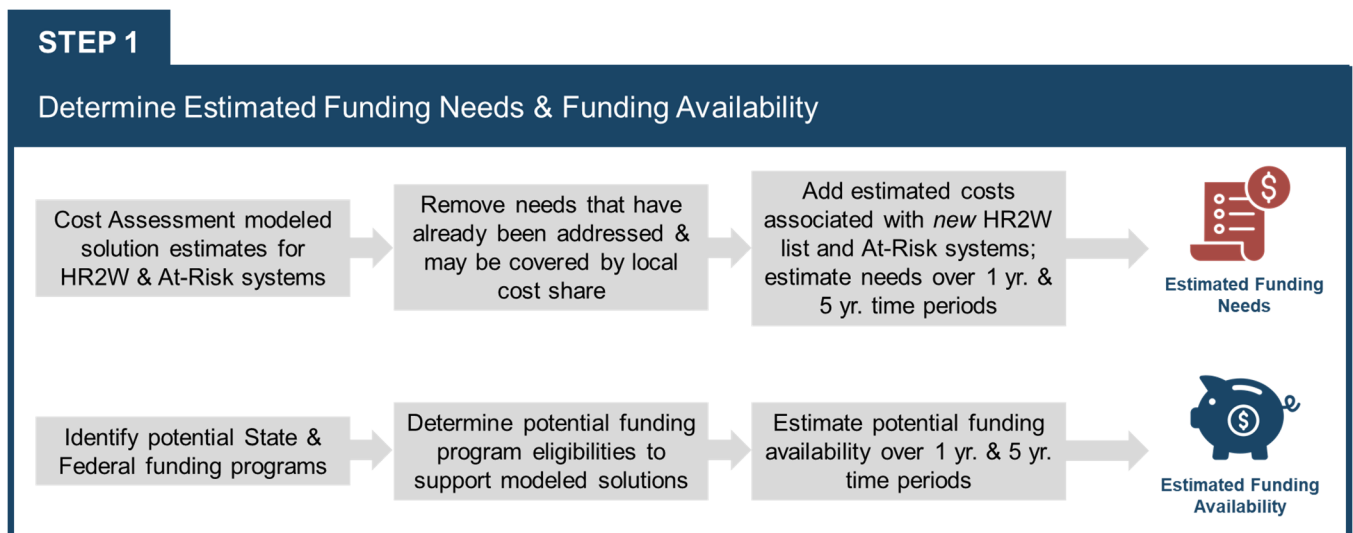 STEP 1
Determine Estimated Funding Needs & Funding Availability
Cost Assessment modeled
solution estimates for
HR2W & At-Risk systems
Remove needs that have
already been addressed &
may be covered by local
cost share
Add estimated costs
associated with new HR2W
list and At-Risk systems;
estimate needs over 1 yr. &
5 yr. time periods
$
Estimated Funding
Needs
Identify potential State &
Federal funding programs
Determine potential funding
program eligibilities to
support modeled solutions
Estimate potential funding
availability over 1 yr. & 5 yr.
time periods
$
Estimated Funding
Availability